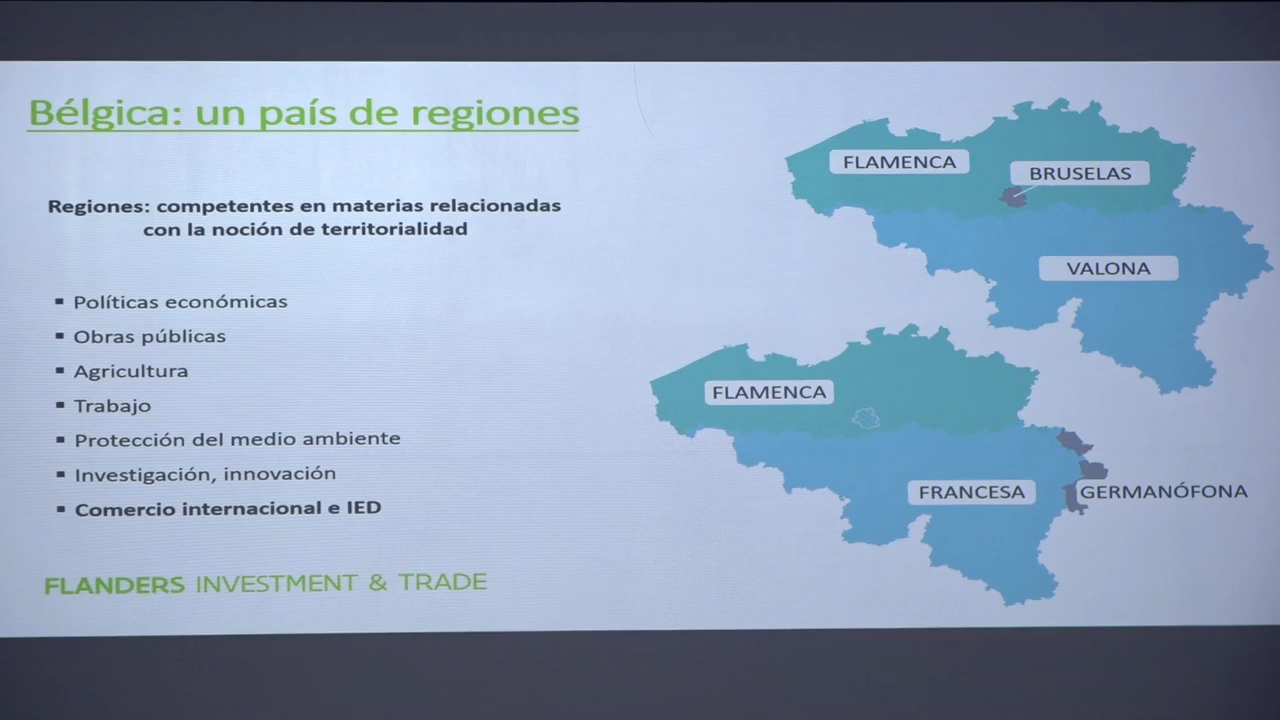 Bélgica: un país de regiones
Regiones: competentes en materias relacionadas
con la noción de territorialidad
▪ Políticas económicas
▪ Obras públicas
▪ Agricultura
▪ Trabajo
▪ Protección del medio ambiente
▪ Investigación, innovación
▪ Comercio internacional e IED
FLANDERS INVESTMENT & TRADE
FLAMENCA
BRUSELAS
VALONA
FLAMENCA
FRANCESA
GERMANÓFONA